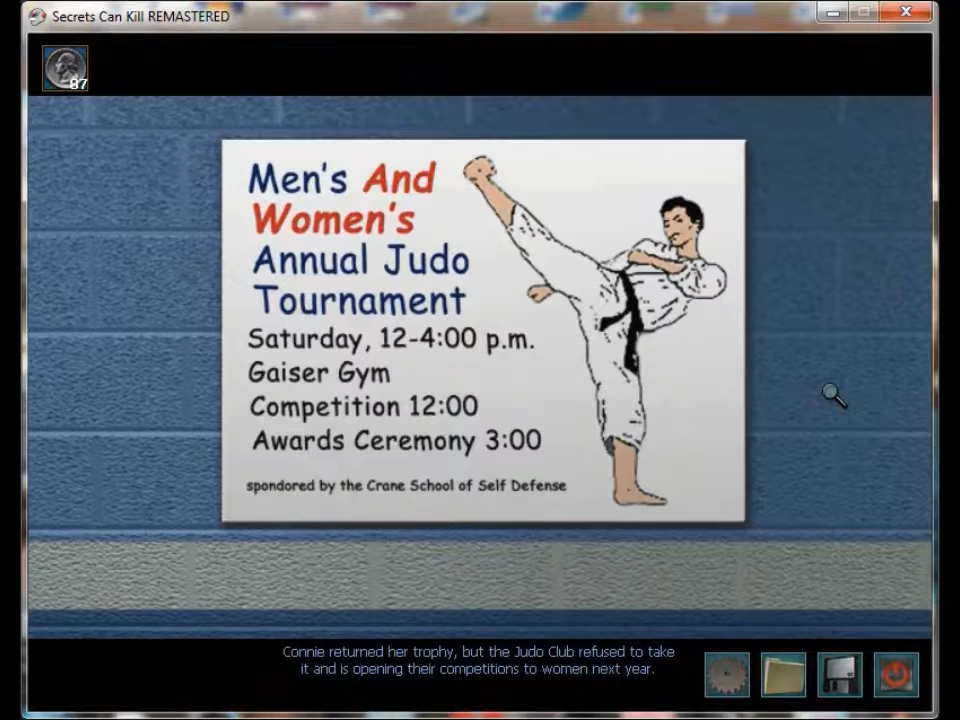 Secrets Can Kill REMASTERED
87
Men's And
Women's
Annual Judo
Tournament
Saturday, 12-4:00 p.m.
Gaiser Gym
Competition 12:00
Awards Ceremony 3:00
spondored by the Crane School of Self Defense
Connie returned her trophy, but the Judo Club refused to take
it and is opening their competitions to women next year.